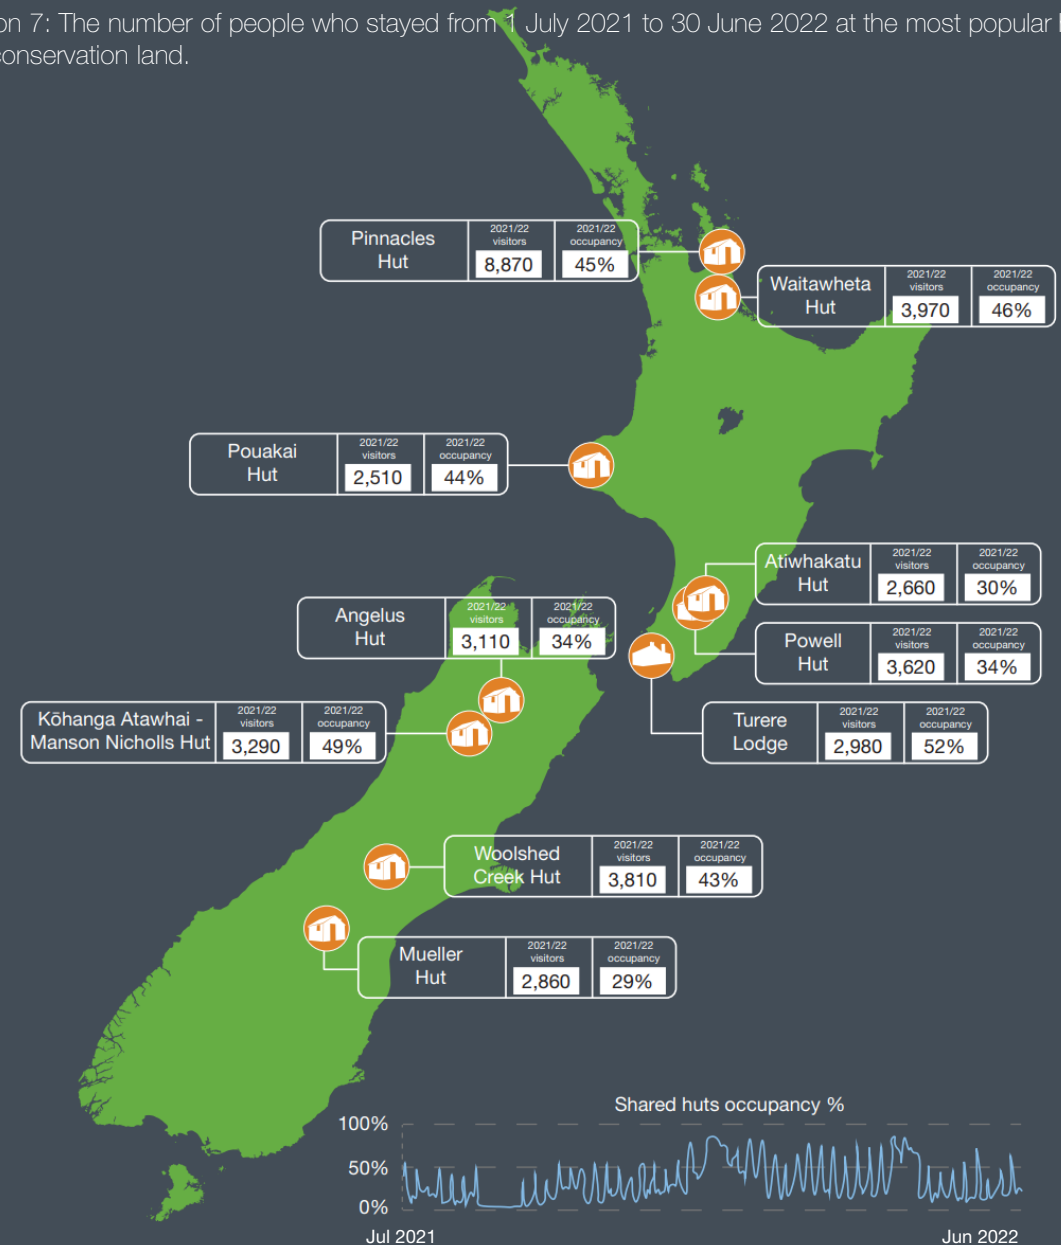 on 7: The number of people who stayed from 1 July 2021 to 30 June 2022 at the most popular
conservation land.
Pinnacles
Hut
2021/22
visitors
8,870
2021/22
occupancy
45%
Waitawheta
Hut
2021/22
visitors
3,970
2021/22
occupancy
46%
Pouakai
Hut
2021/22
visitors
2,510
2021/22
occupancy
44%
Atiwhakatu
Hut
2021/22
visitors
2,660
2021/22
occupancy
30%
Angelus
Hut
2021/22
visitors
3,110
2021/22
occupancy
34%
Powell
Hut
2021/22
visitors
3,620
2021/22
occupancy
34%
Kōhanga Atawhai -
Manson Nicholls Hut
2021/22
visitors
3,290
2021/22
occupancy
49%
Turere
Lodge
2021/22
visitors
2,980
2021/22
occupancy
52%
Woolshed
Creek Hut
2021/22
visitors
3,810
2021/22
occupancy
43%
Mueller
Hut
2021/22
visitors
2,860
2021/22
occupancy
29%
Shared huts occupancy %
100%
50%
0%
Jul 2021
Jun 2022